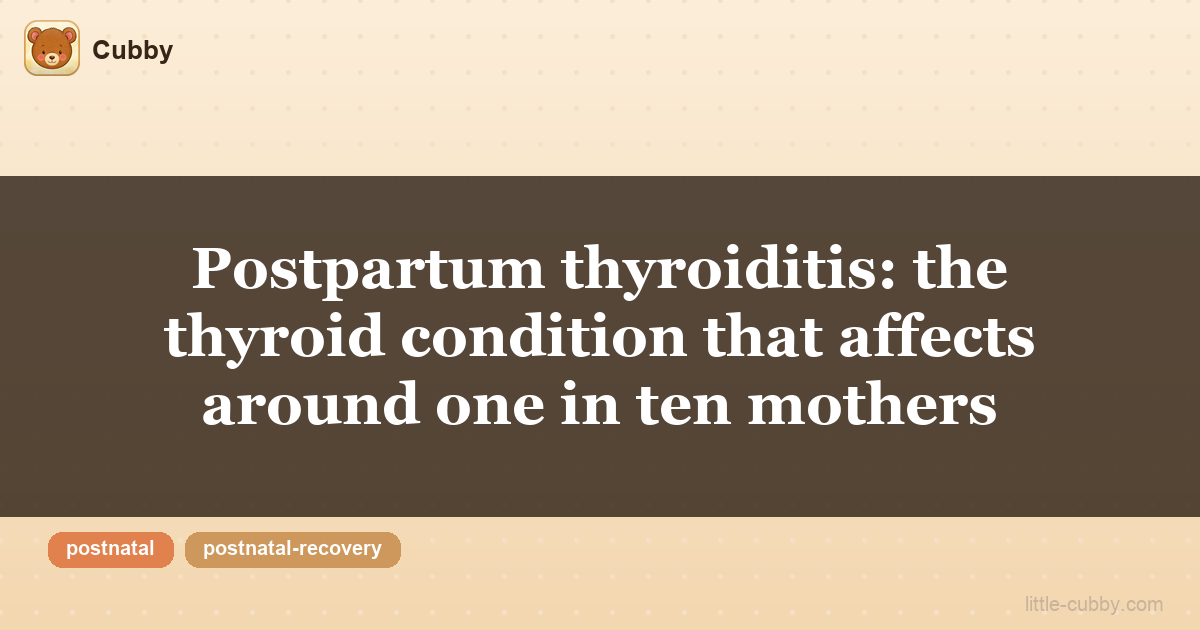 Cubby
Postpartum thyroiditis: the
thyroid condition that affects
around one in ten mothers
postnatal
postnatal-recovery
little-cubby.com